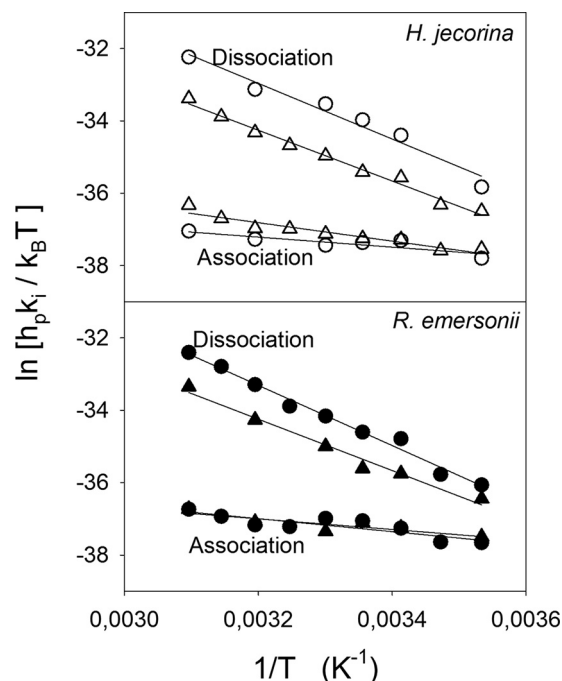 H. jecorina
-32
Dissociation
-34
-36
-38
Association
ln [hₚkᵢ / k_BT]
R. emersonii
-32
Dissociation
-34
-36
-38
Association
0,0030 0,0032 0,0034 0,0036
1/T (K⁻¹)